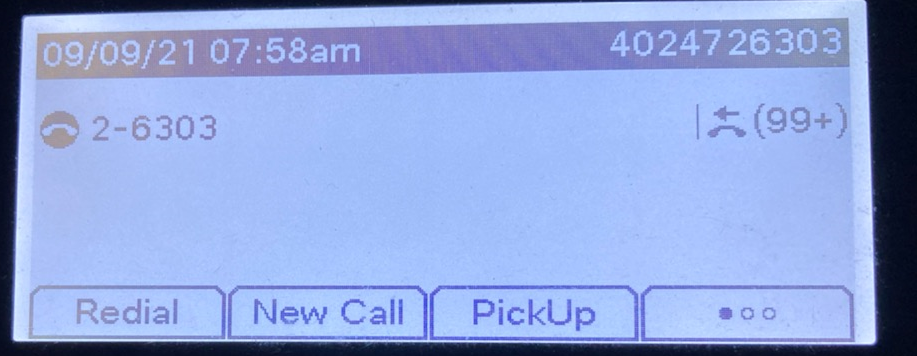 09/09/21 07:58am 4024726303
2-6303 (99+)
Redial New Call PickUp